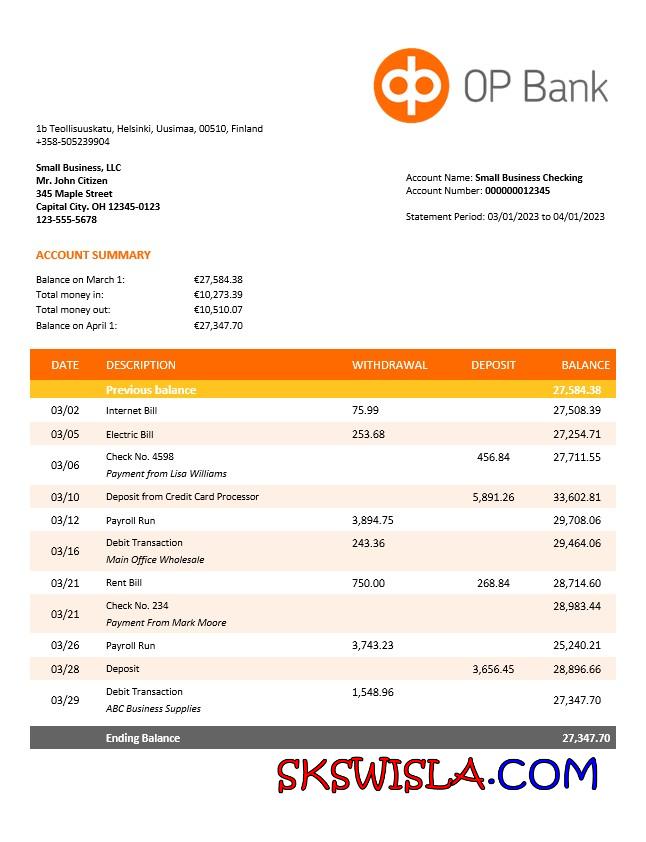 OP Bank
1b Teollisuuskatu, Helsinki, Uusimaa, 00510, Finland
+358-505239904
Small Business, LLC
Mr. John Citizen
345 Maple Street
Capital City. OH 12345-0123
123-555-5678
Account Name: Small Business Checking
Account Number: 000000012345
Statement Period: 03/01/2023 to 04/01/2023
ACCOUNT SUMMARY
Balance on March 1: €27,584.38
Total money in: €10,273.39
Total money out: €10,510.07
Balance on April 1: €27,347.70
DATE DESCRIPTION WITHDRAWAL DEPOSIT BALANCE
Previous balance 27,584.38
03/02 Internet Bill 75.99 27,508.39
03/05 Electric Bill 253.68 27,254.71
03/06 Check No. 4598 456.84 27,711.55
Payment from Lisa Williams
03/10 Deposit from Credit Card Processor 5,891.26 33,602.81
03/12 Payroll Run 3,894.75 29,708.06
03/16 Debit Transaction 243.36 29,464.06
Main Office Wholesale
03/21 Rent Bill 750.00 268.84 28,714.60
03/21 Check No. 234 28,983.44
Payment From Mark Moore
03/26 Payroll Run 3,743.23 25,240.21
03/28 Deposit 3,656.45 28,896.66
03/29 Debit Transaction 1,548.96 27,347.70
ABC Business Supplies
Ending Balance 27,347.70
SKSWISLA.COM